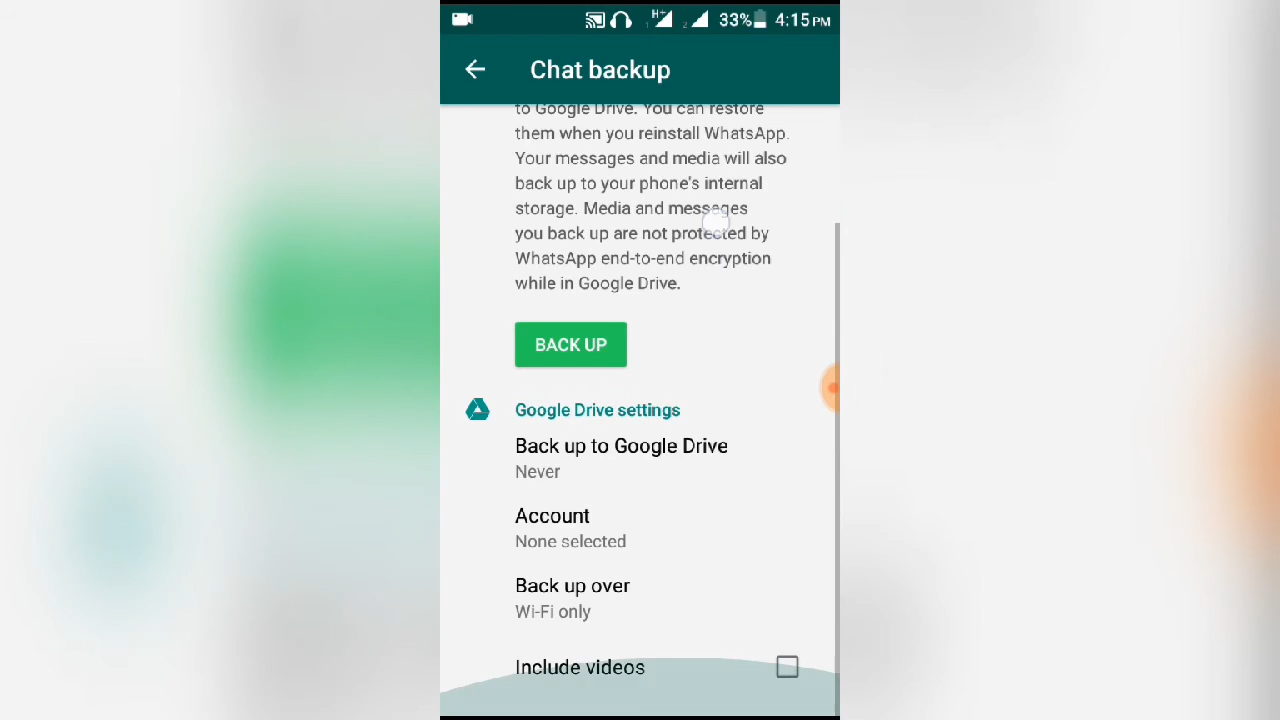 H+ 1 2 33% 4:15 PM
Chat backup
to Google Drive. You can restore
them when you reinstall WhatsApp.
Your messages and media will also
back up to your phone's internal
storage. Media and messages
you back up are not protected by
WhatsApp end-to-end encryption
while in Google Drive.
BACK UP
Google Drive settings
Back up to Google Drive
Never
Account
None selected
Back up over
Wi-Fi only
Include videos